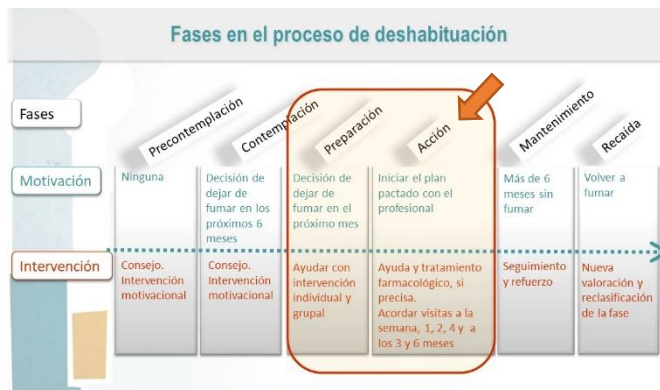 Fases en el proceso de deshabituación
Fases
Precontemplación
Contemplación
Preparación
Acción
Mantenimiento
Recaída
Motivación
Ninguna
Decisión de
dejar de
fumar en los
próximos 6
meses
Decisión de
dejar de
fumar en el
próximo mes
Iniciar el plan
pactado con el
profesional
Más de 6
meses sin
fumar
Volver a
fumar
Intervención
Consejo.
Intervención
motivacional
Consejo.
Intervención
motivacional
Ayudar con
intervención
individual y
grupal
Ayuda y tratamiento
farmacológico, si
precisa.
Acordar visitas a la
semana, 1, 2, 4 y a
los 3 y 6 meses
Seguimiento
y refuerzo
Nueva
valoración y
reclasificación
de la fase